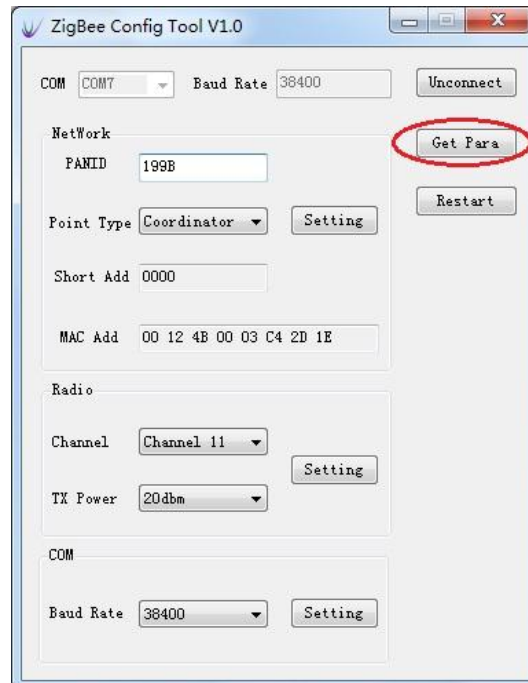 ZigBee Config Tool V1.0
COM COM7 Baud Rate 38400 Unconnect
NetWork
Get Para
PANID 199B
Restart
Point Type Coordinator Setting
Short Add 0000
MAC Add 00 12 4B 00 03 C4 2D 1E
Radio
Channel Channel 11
Setting
TX Power 20dbm
COM
Baud Rate 38400 Setting